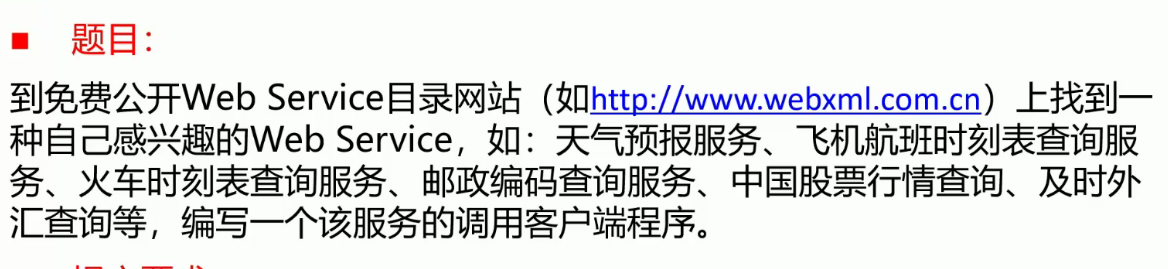 ■ 题目：
到免费公开Web Service目录网站（如http://www.webxml.com.cn）上找到一
种自己感兴趣的Web Service，如：天气预报服务、飞机航班时刻表查询服
务、火车时刻表查询服务、邮政编码查询服务、中国股票行情查询、及时外
汇查询等，编写一个该服务的调用客户端程序。